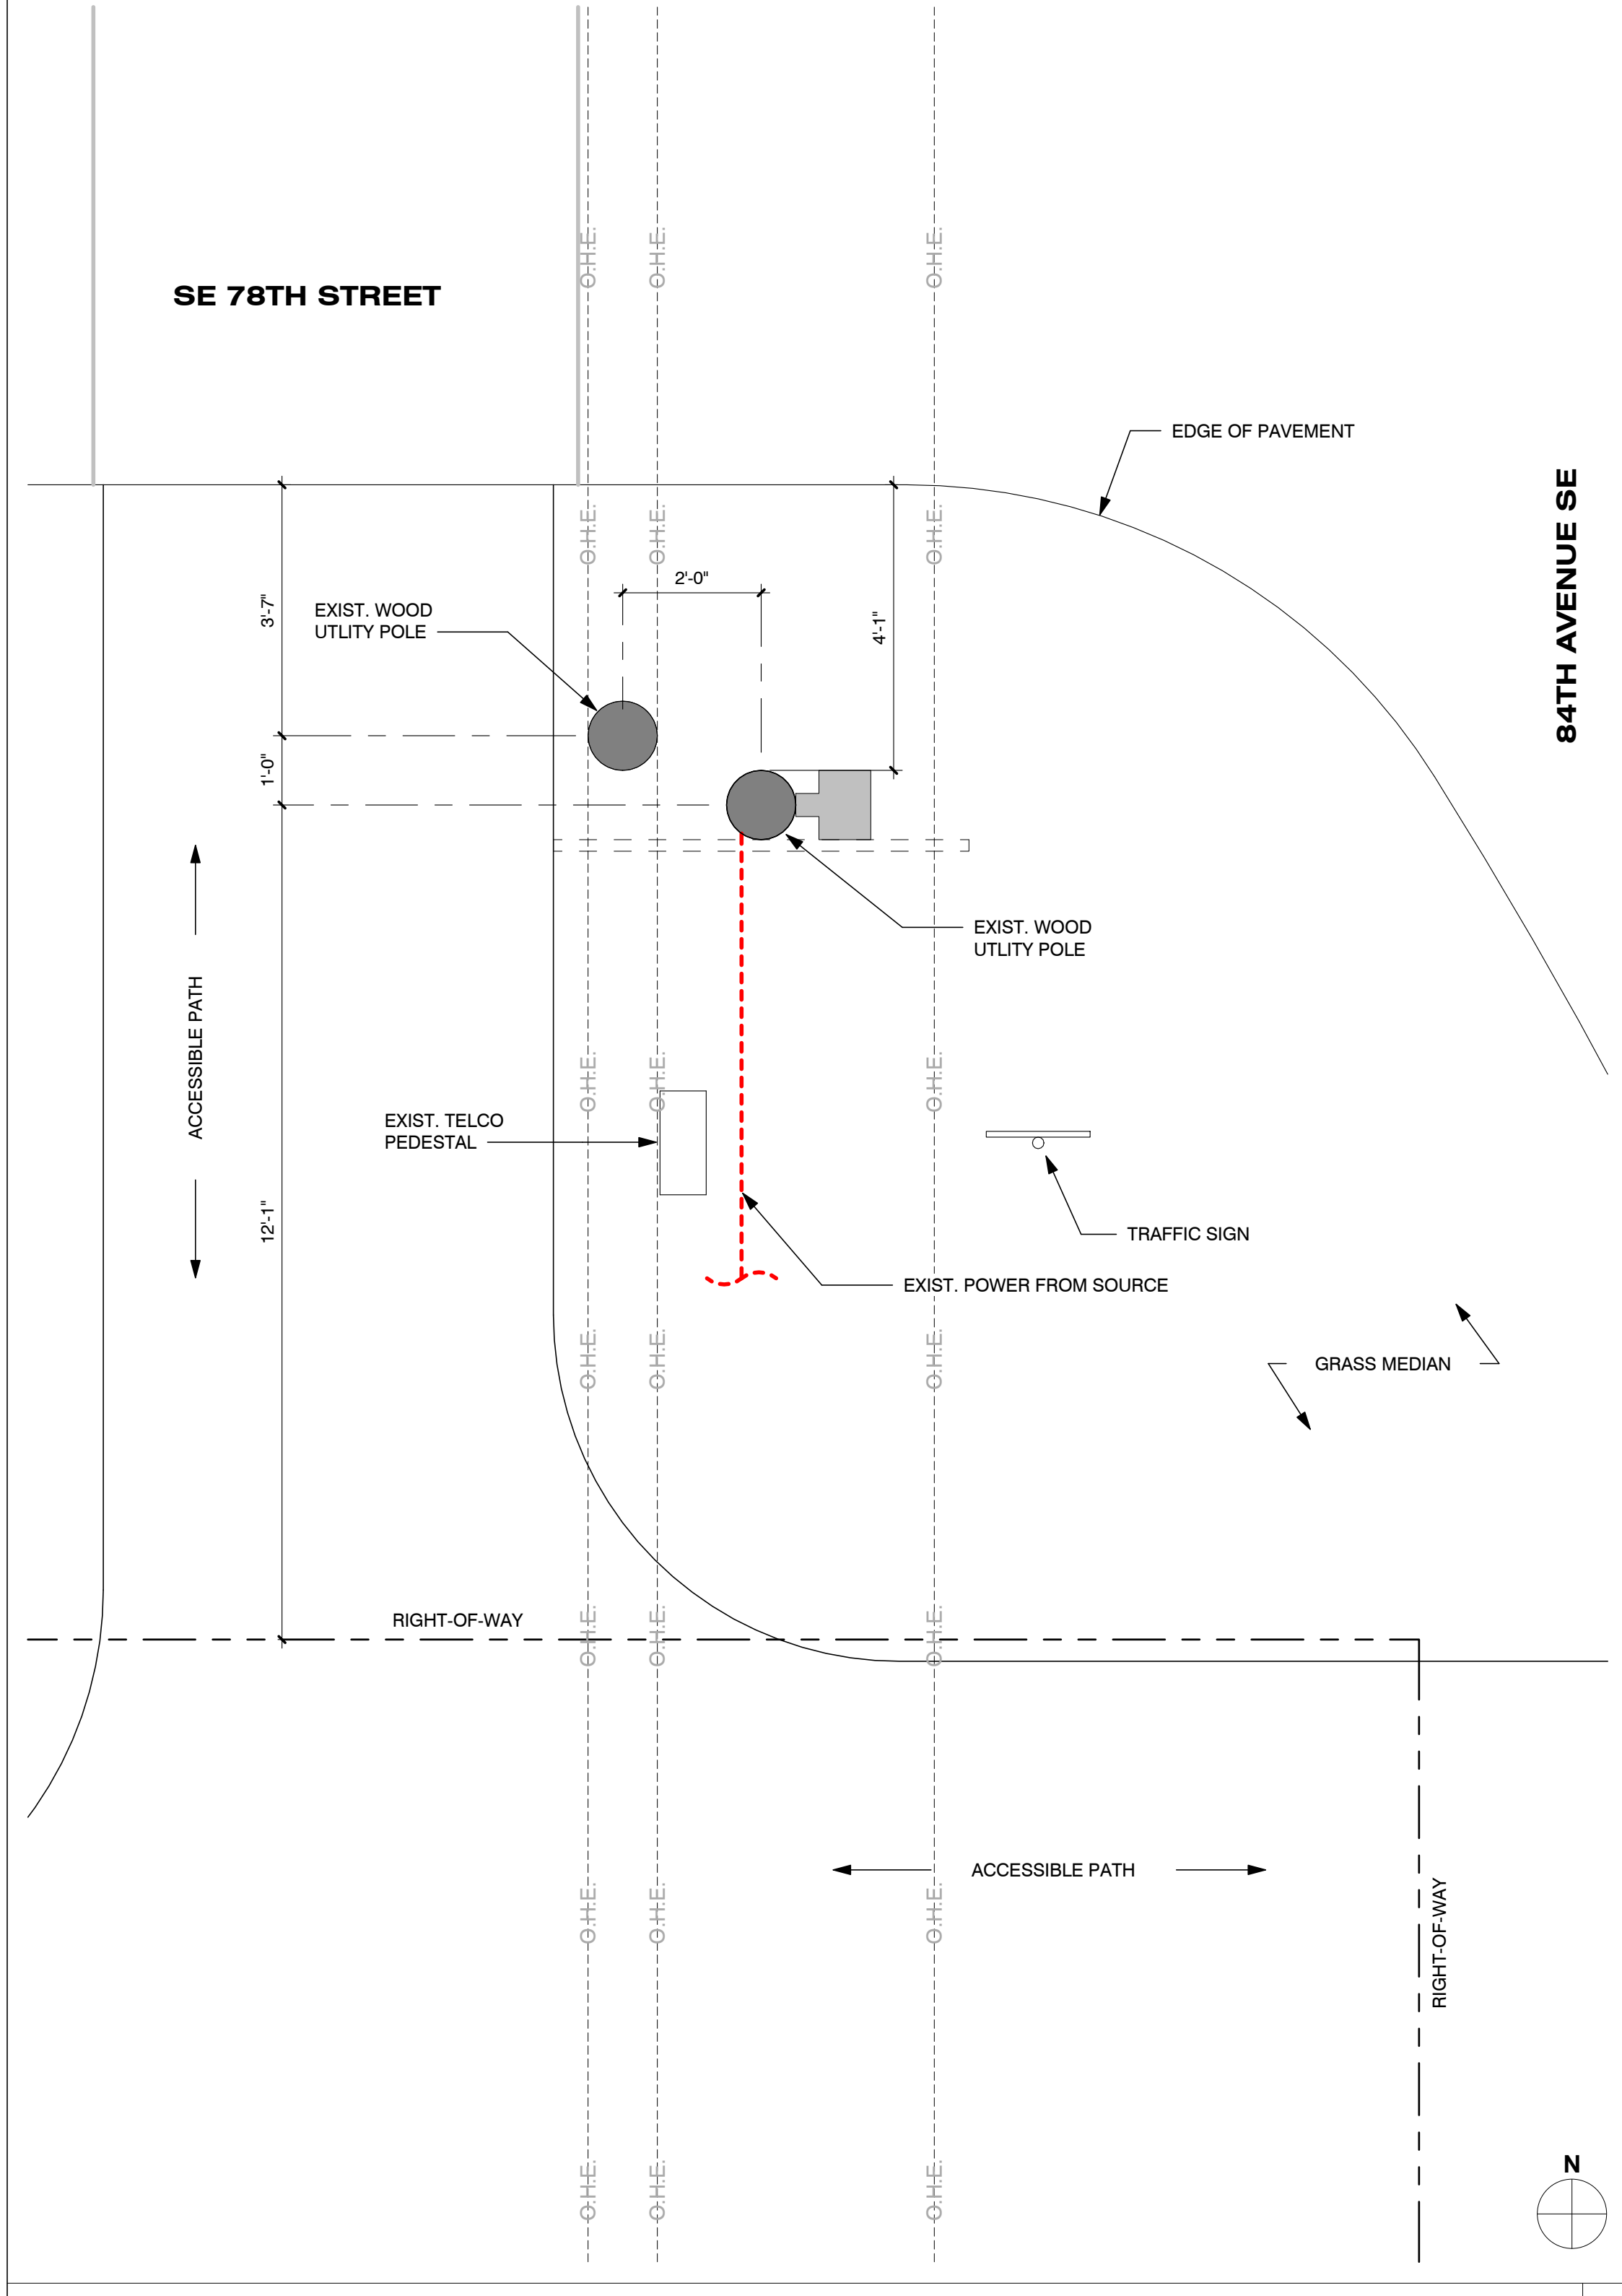 O.H.E.
O.H.E.
O.H.E.
SE 78TH STREET
EDGE OF PAVEMENT
84TH AVENUE SE
O.H.E.
O.H.E.
O.H.E.
2'-0"
3'-7"
EXIST. WOOD
UTLITY POLE
4'-1"
1'-0"
EXIST. WOOD
UTLITY POLE
ACCESSIBLE PATH
O.H.E.
O.H.E.
O.H.E.
EXIST. TELCO
PEDESTAL
12'-1"
TRAFFIC SIGN
EXIST. POWER FROM SOURCE
O.H.E.
O.H.E.
O.H.E.
GRASS MEDIAN
RIGHT-OF-WAY
O.H.E.
O.H.E.
O.H.E.
ACCESSIBLE PATH
RIGHT-OF-WAY
O.H.E.
O.H.E.
O.H.E.
N
O.H.E.
O.H.E.
O.H.E.